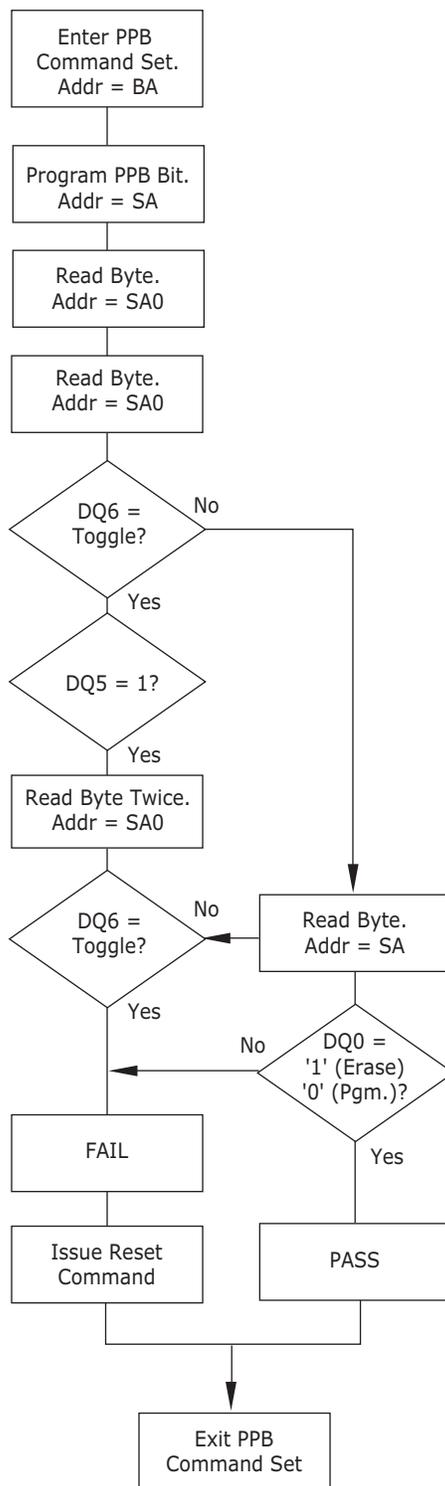 Enter PPB
Command Set.
Addr = BA
Program PPB Bit.
Addr = SA
Read Byte.
Addr = SA0
Read Byte.
Addr = SA0
DQ6 =
Toggle?
No
Yes
DQ5 = 1?
Yes
Read Byte Twice.
Addr = SA0
DQ6 =
Toggle?
No
Read Byte.
Addr = SA
Yes
No
DQ0 =
'1' (Erase)
'0' (Pgm.)?
Yes
FAIL
Issue Reset
Command
PASS
Exit PPB
Command Set